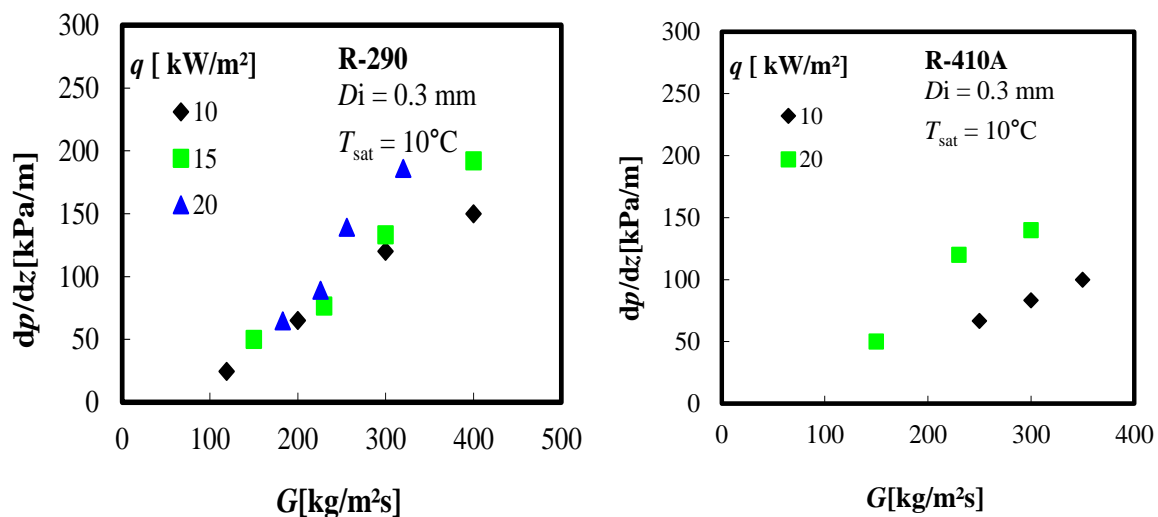 300
250
200
150
100
50
0
dp/dz[kPa/m]
q [ kW/m²]
10
15
20
R-290
Di = 0.3 mm
Tsat = 10°C
0 100 200 300 400 500
G[kg/m²s]
300
250
200
150
100
50
0
dp/dz[kPa/m]
q [ kW/m²]
10
20
R-410A
Di = 0.3 mm
Tsat = 10°C
0 100 200 300 400
G[kg/m²s]